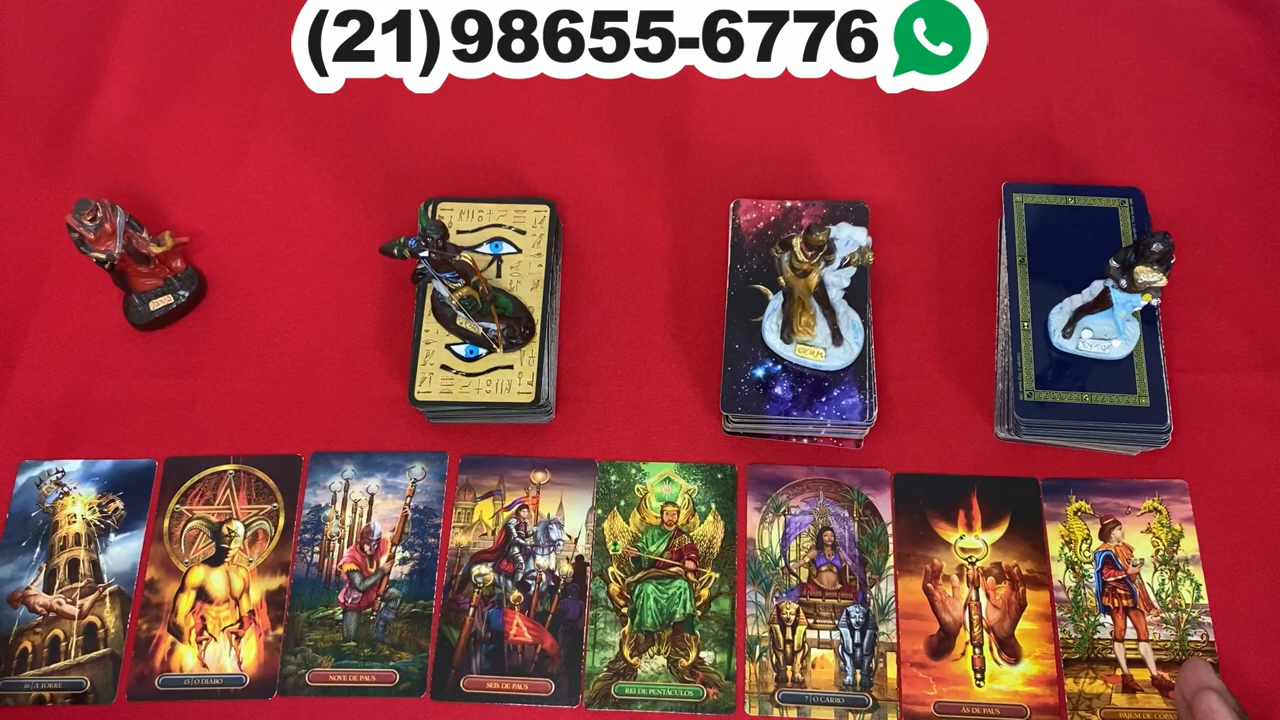 (21)98655-6776
16 | A TORRE
15 | O DIABO
NOVE DE PAUS
SEIS DE PAUS
REI DE PENTÁCULOS
7 | O CARRO
ÁS DE PAUS
PAJEM DE COPAS